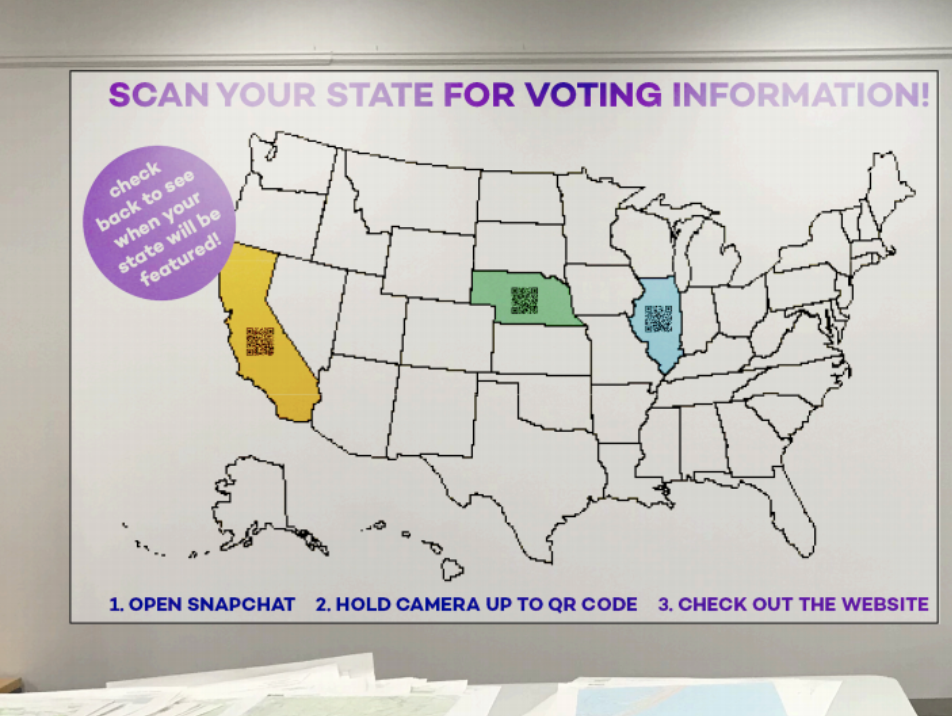 SCAN YOUR STATE FOR VOTING INFORMATION!
check
back to see
when your
state will be
featured!
1. OPEN SNAPCHAT 2. HOLD CAMERA UP TO QR CODE 3. CHECK OUT THE WEBSITE